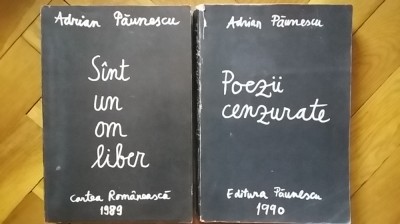 Adrian Păunescu
Sînt
un
om
liber
Cartea Românească
1989
Adrian Păunescu
Poezii
cenzurate
Editura Păunescu
1990